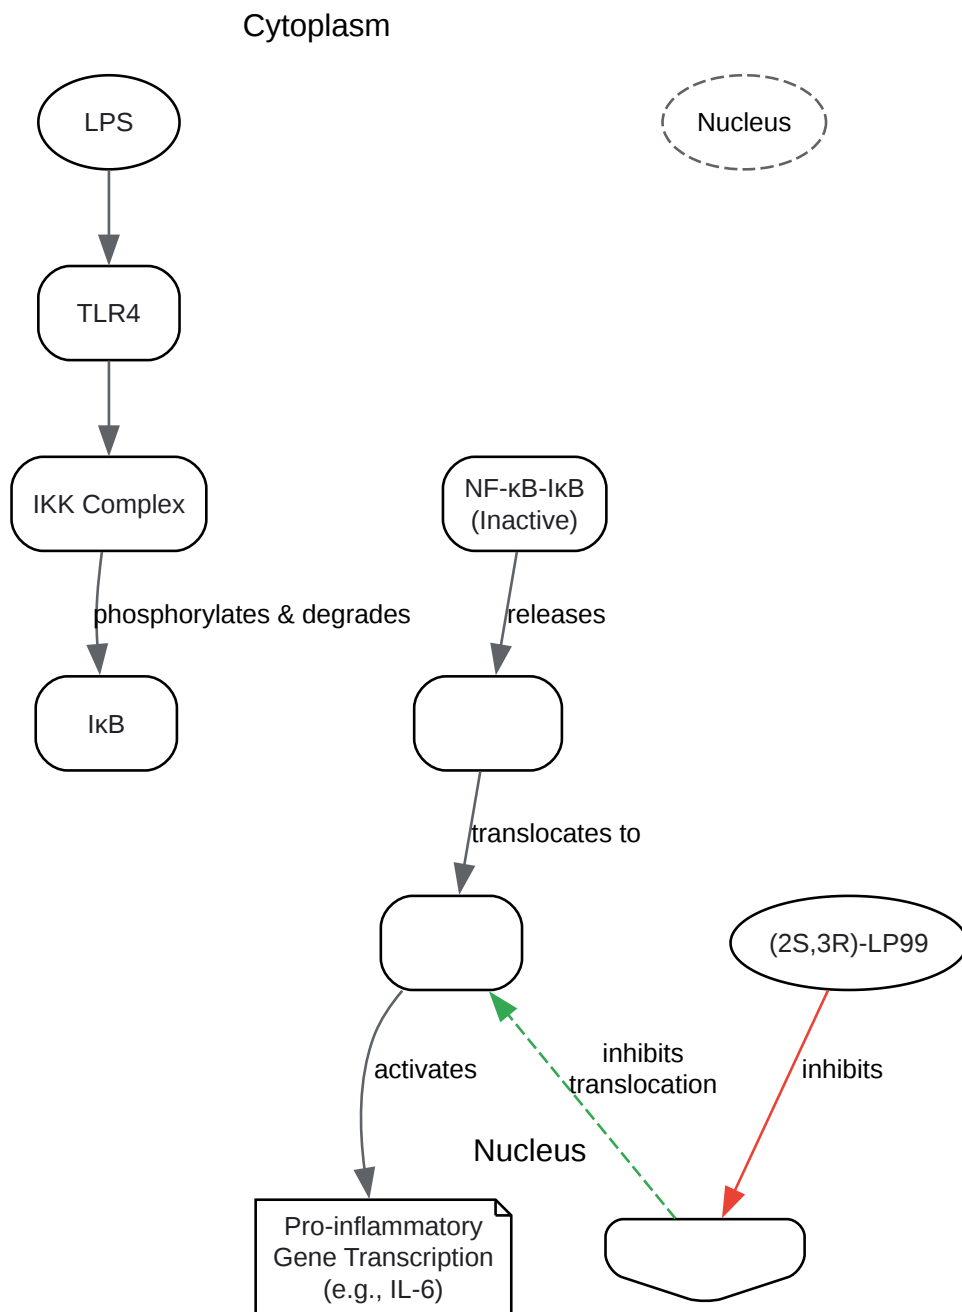 Cytoplasm
LPS
Nucleus
TLR4
IKK Complex
NF-κB-IκB
(Inactive)
phosphorylates & degrades
releases
IκB
translocates to
(2S,3R)-LP99
activates
inhibits
translocation
inhibits
Nucleus
Pro-inflammatory
Gene Transcription
(e.g., IL-6)